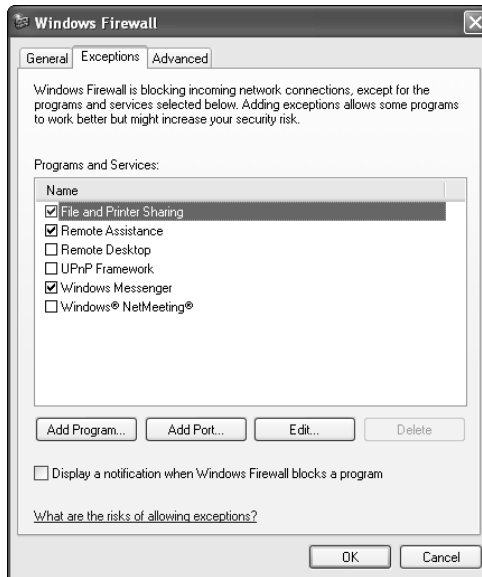 Windows Firewall
General Exceptions Advanced
Windows Firewall is blocking incoming network connections, except for the
programs and services selected below. Adding exceptions allows some programs
to work better but might increase your security risk.
Programs and Services:
Name
File and Printer Sharing
Remote Assistance
Remote Desktop
UPnP Framework
Windows Messenger
Windows® NetMeeting®
Add Program... Add Port... Edit... Delete
Display a notification when Windows Firewall blocks a program
What are the risks of allowing exceptions?
OK Cancel